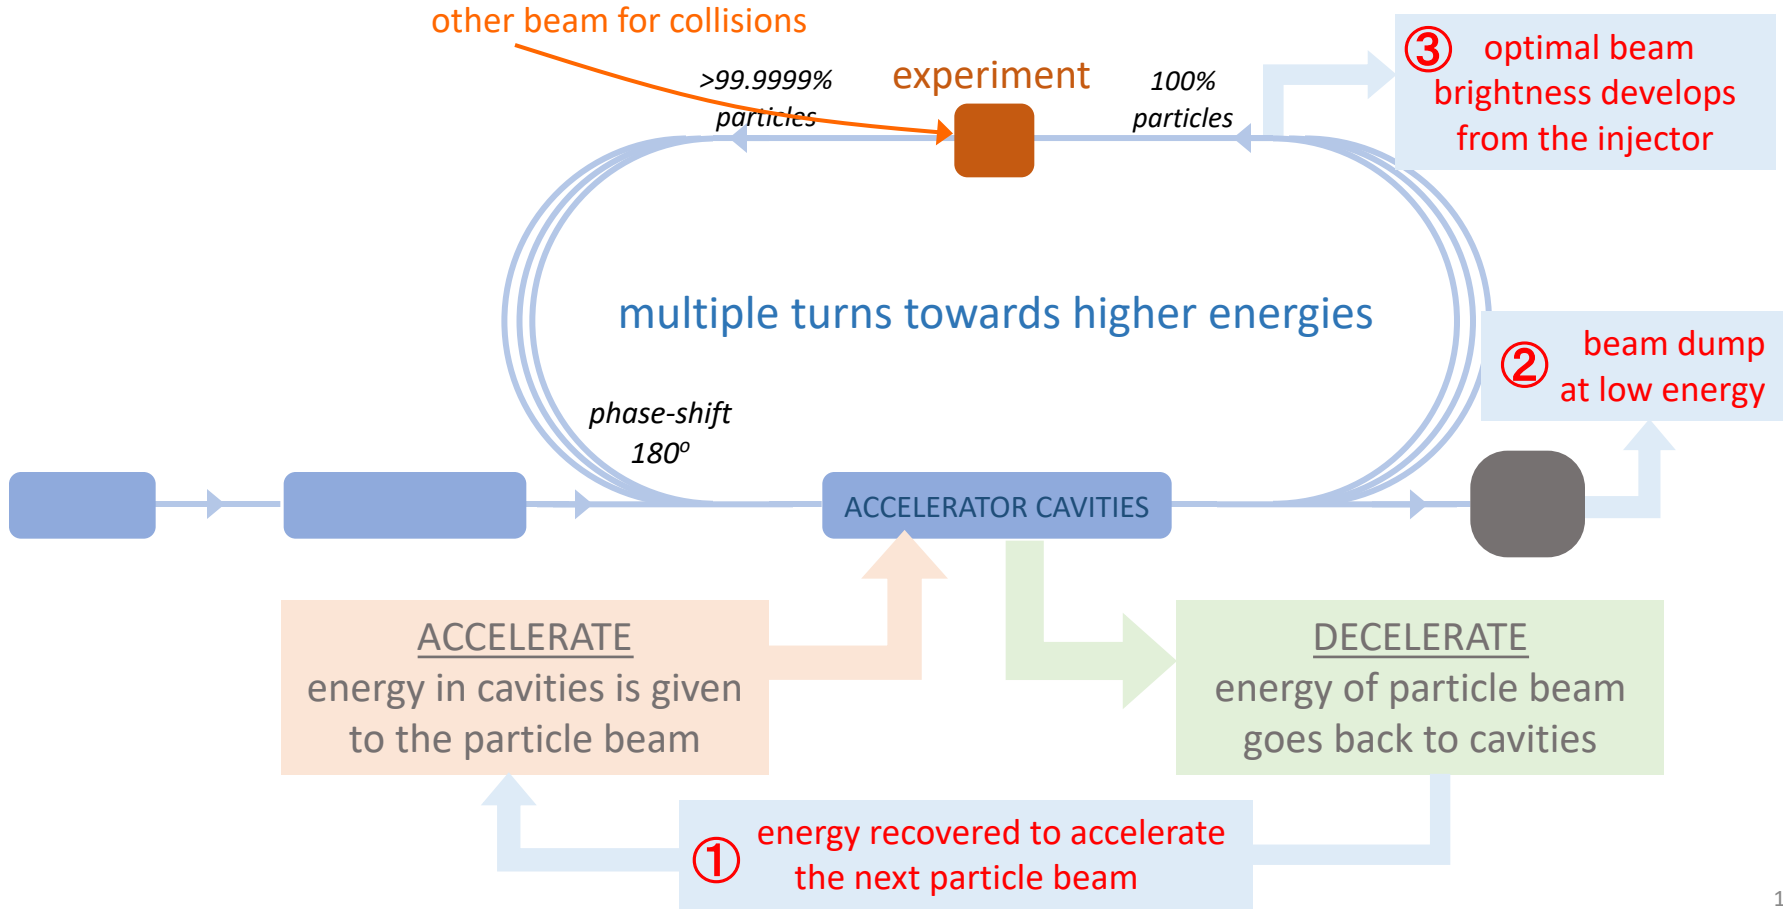 other beam for collisions
>99.9999%
particles
experiment
100%
particles
③ optimal beam
brightness develops
from the injector
multiple turns towards higher energies
② beam dump
at low energy
phase-shift
180º
ACCELERATOR CAVITIES
ACCELERATE
energy in cavities is given
to the particle beam
DECELERATE
energy of particle beam
goes back to cavities
① energy recovered to accelerate
the next particle beam
1